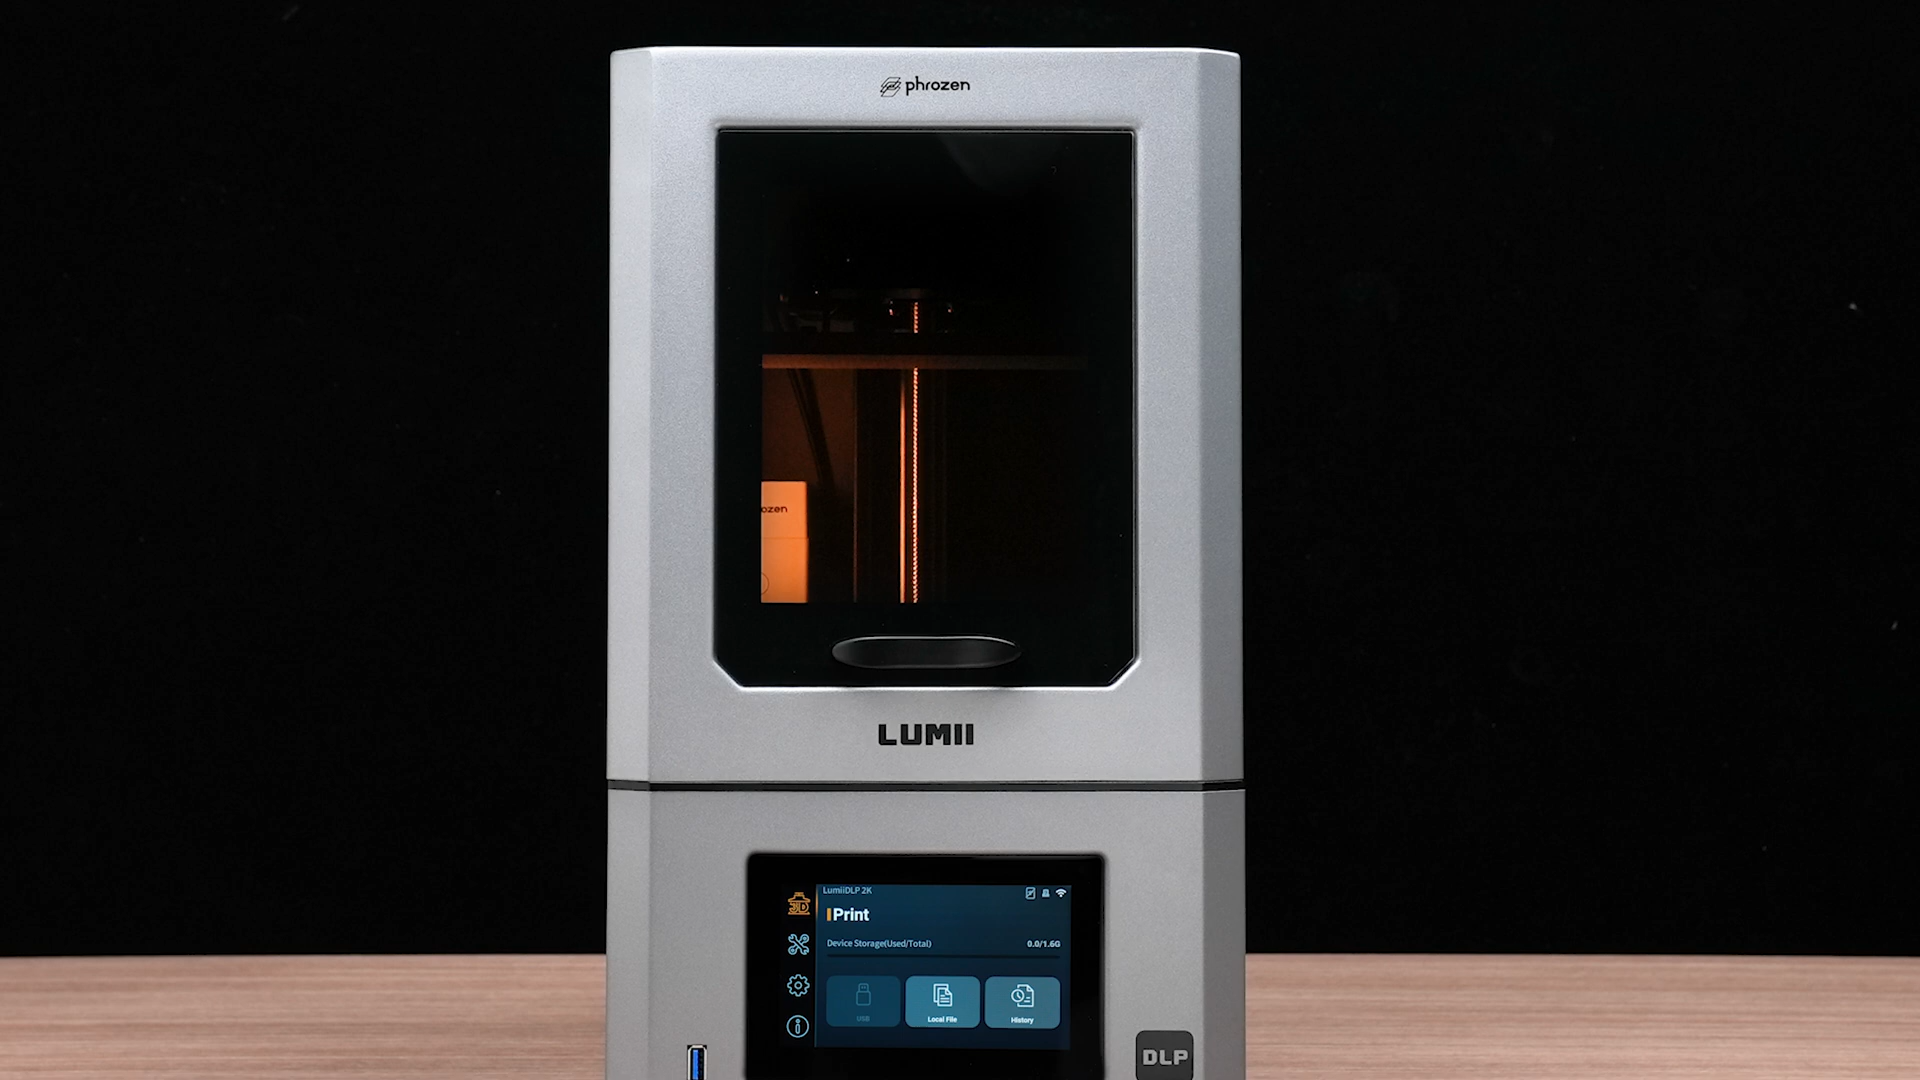 phrozen
ozen
LUMII
LumiiDLP 2K
3D
Print
Device Storage(Used/Total) 0.0/1.6G
USB
Local File
History
DLP